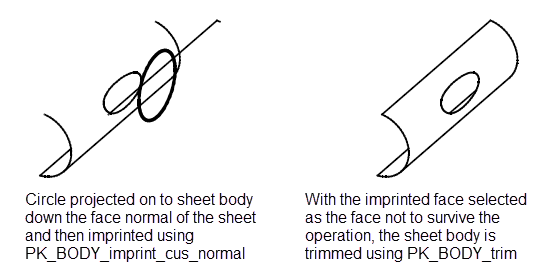 Circle projected on to sheet body
down the face normal of the sheet
and then imprinted using
PK_BODY_imprint_cus_normal
With the imprinted face selected
as the face not to survive the
operation, the sheet body is
trimmed using PK_BODY_trim